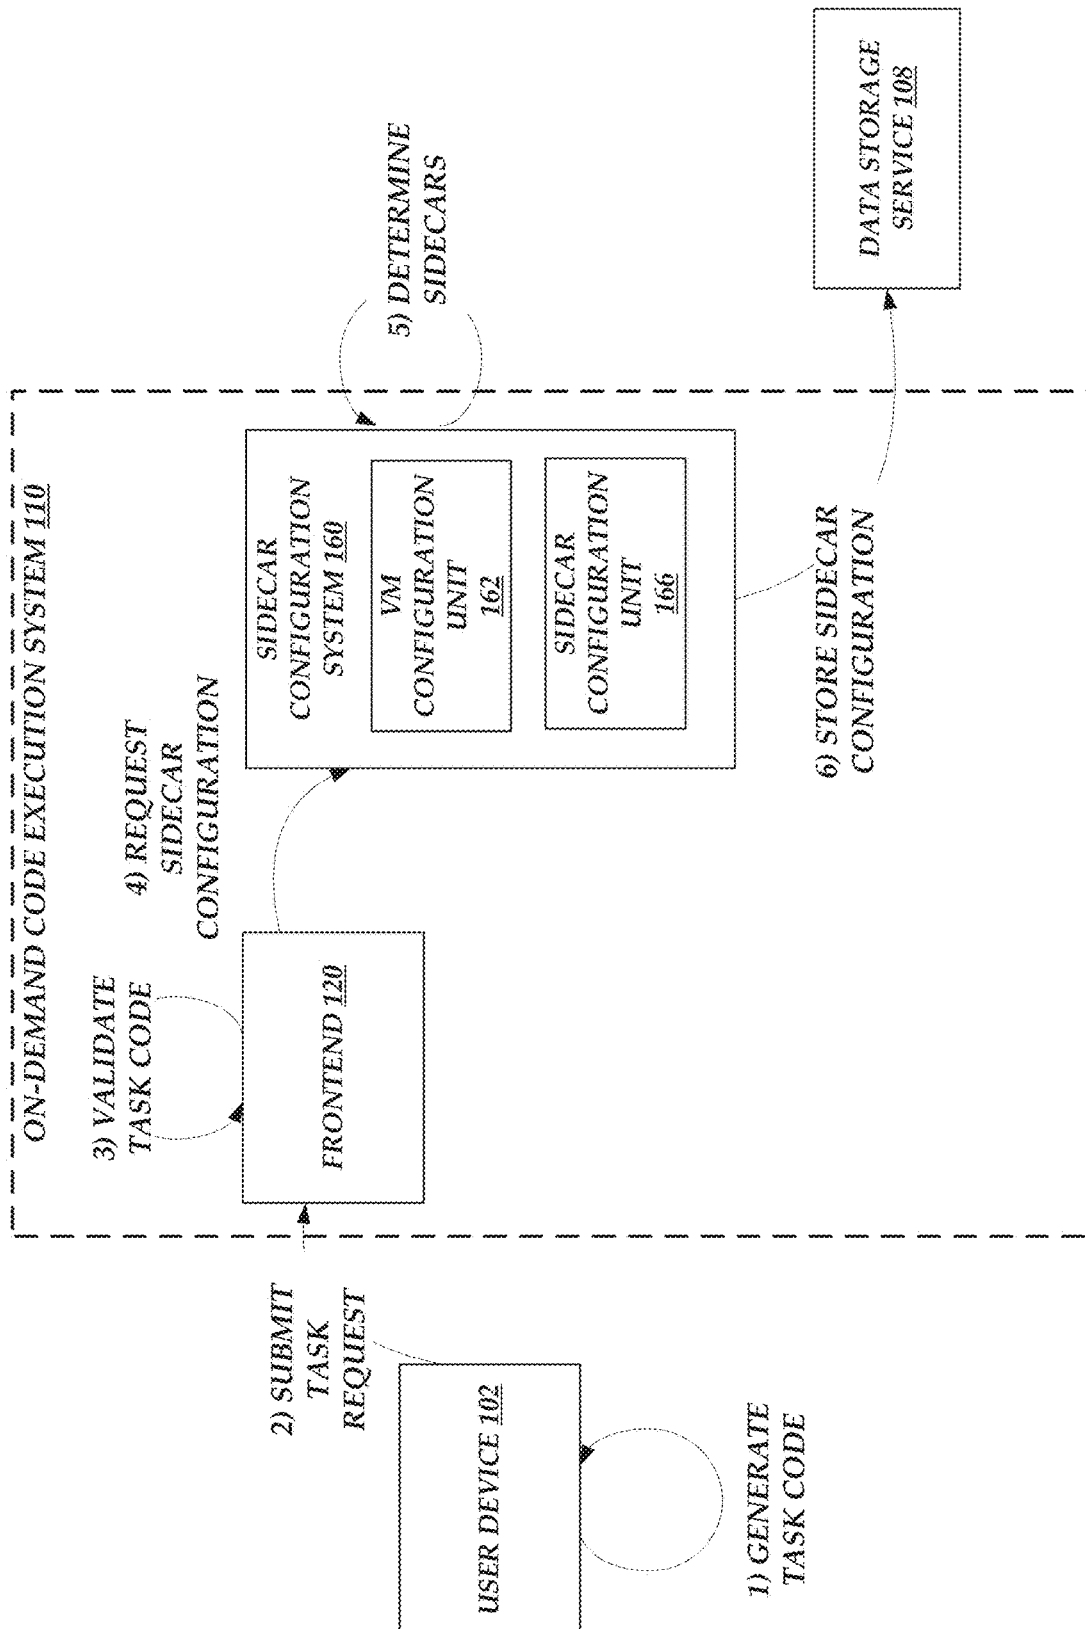 ON-DEMAND CODE EXECUTION SYSTEM 110
3) VALIDATE
TASK CODE
4) REQUEST
SIDECAR
CONFIGURATION
2) SUBMIT
TASK
REQUEST
FRONTEND 120
SIDECAR
CONFIGURATION
SYSTEM 160
VM
CONFIGURATION
UNIT
162
SIDECAR
CONFIGURATION
UNIT
166
5) DETERMINE
SIDECARS
USER DEVICE 102
1) GENERATE
TASK CODE
6) STORE SIDECAR
CONFIGURATION
DATA STORAGE
SERVICE 108